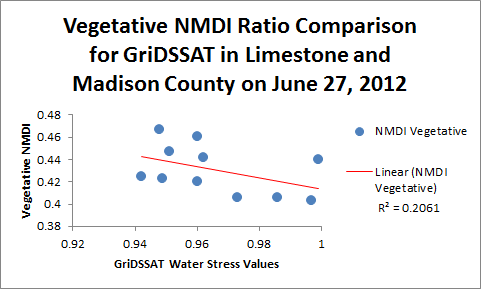 Vegetative NMDI Ratio Comparison
for GriDSSAT in Limestone and
Madison County on June 27, 2012
Vegetative NMDI
0.48
0.46
0.44
0.42
0.4
0.38
0.92
0.94
0.96
0.98
1
GriDSSAT Water Stress Values
NMDI Vegetative
Linear (NMDI
Vegetative)
R² = 0.2061